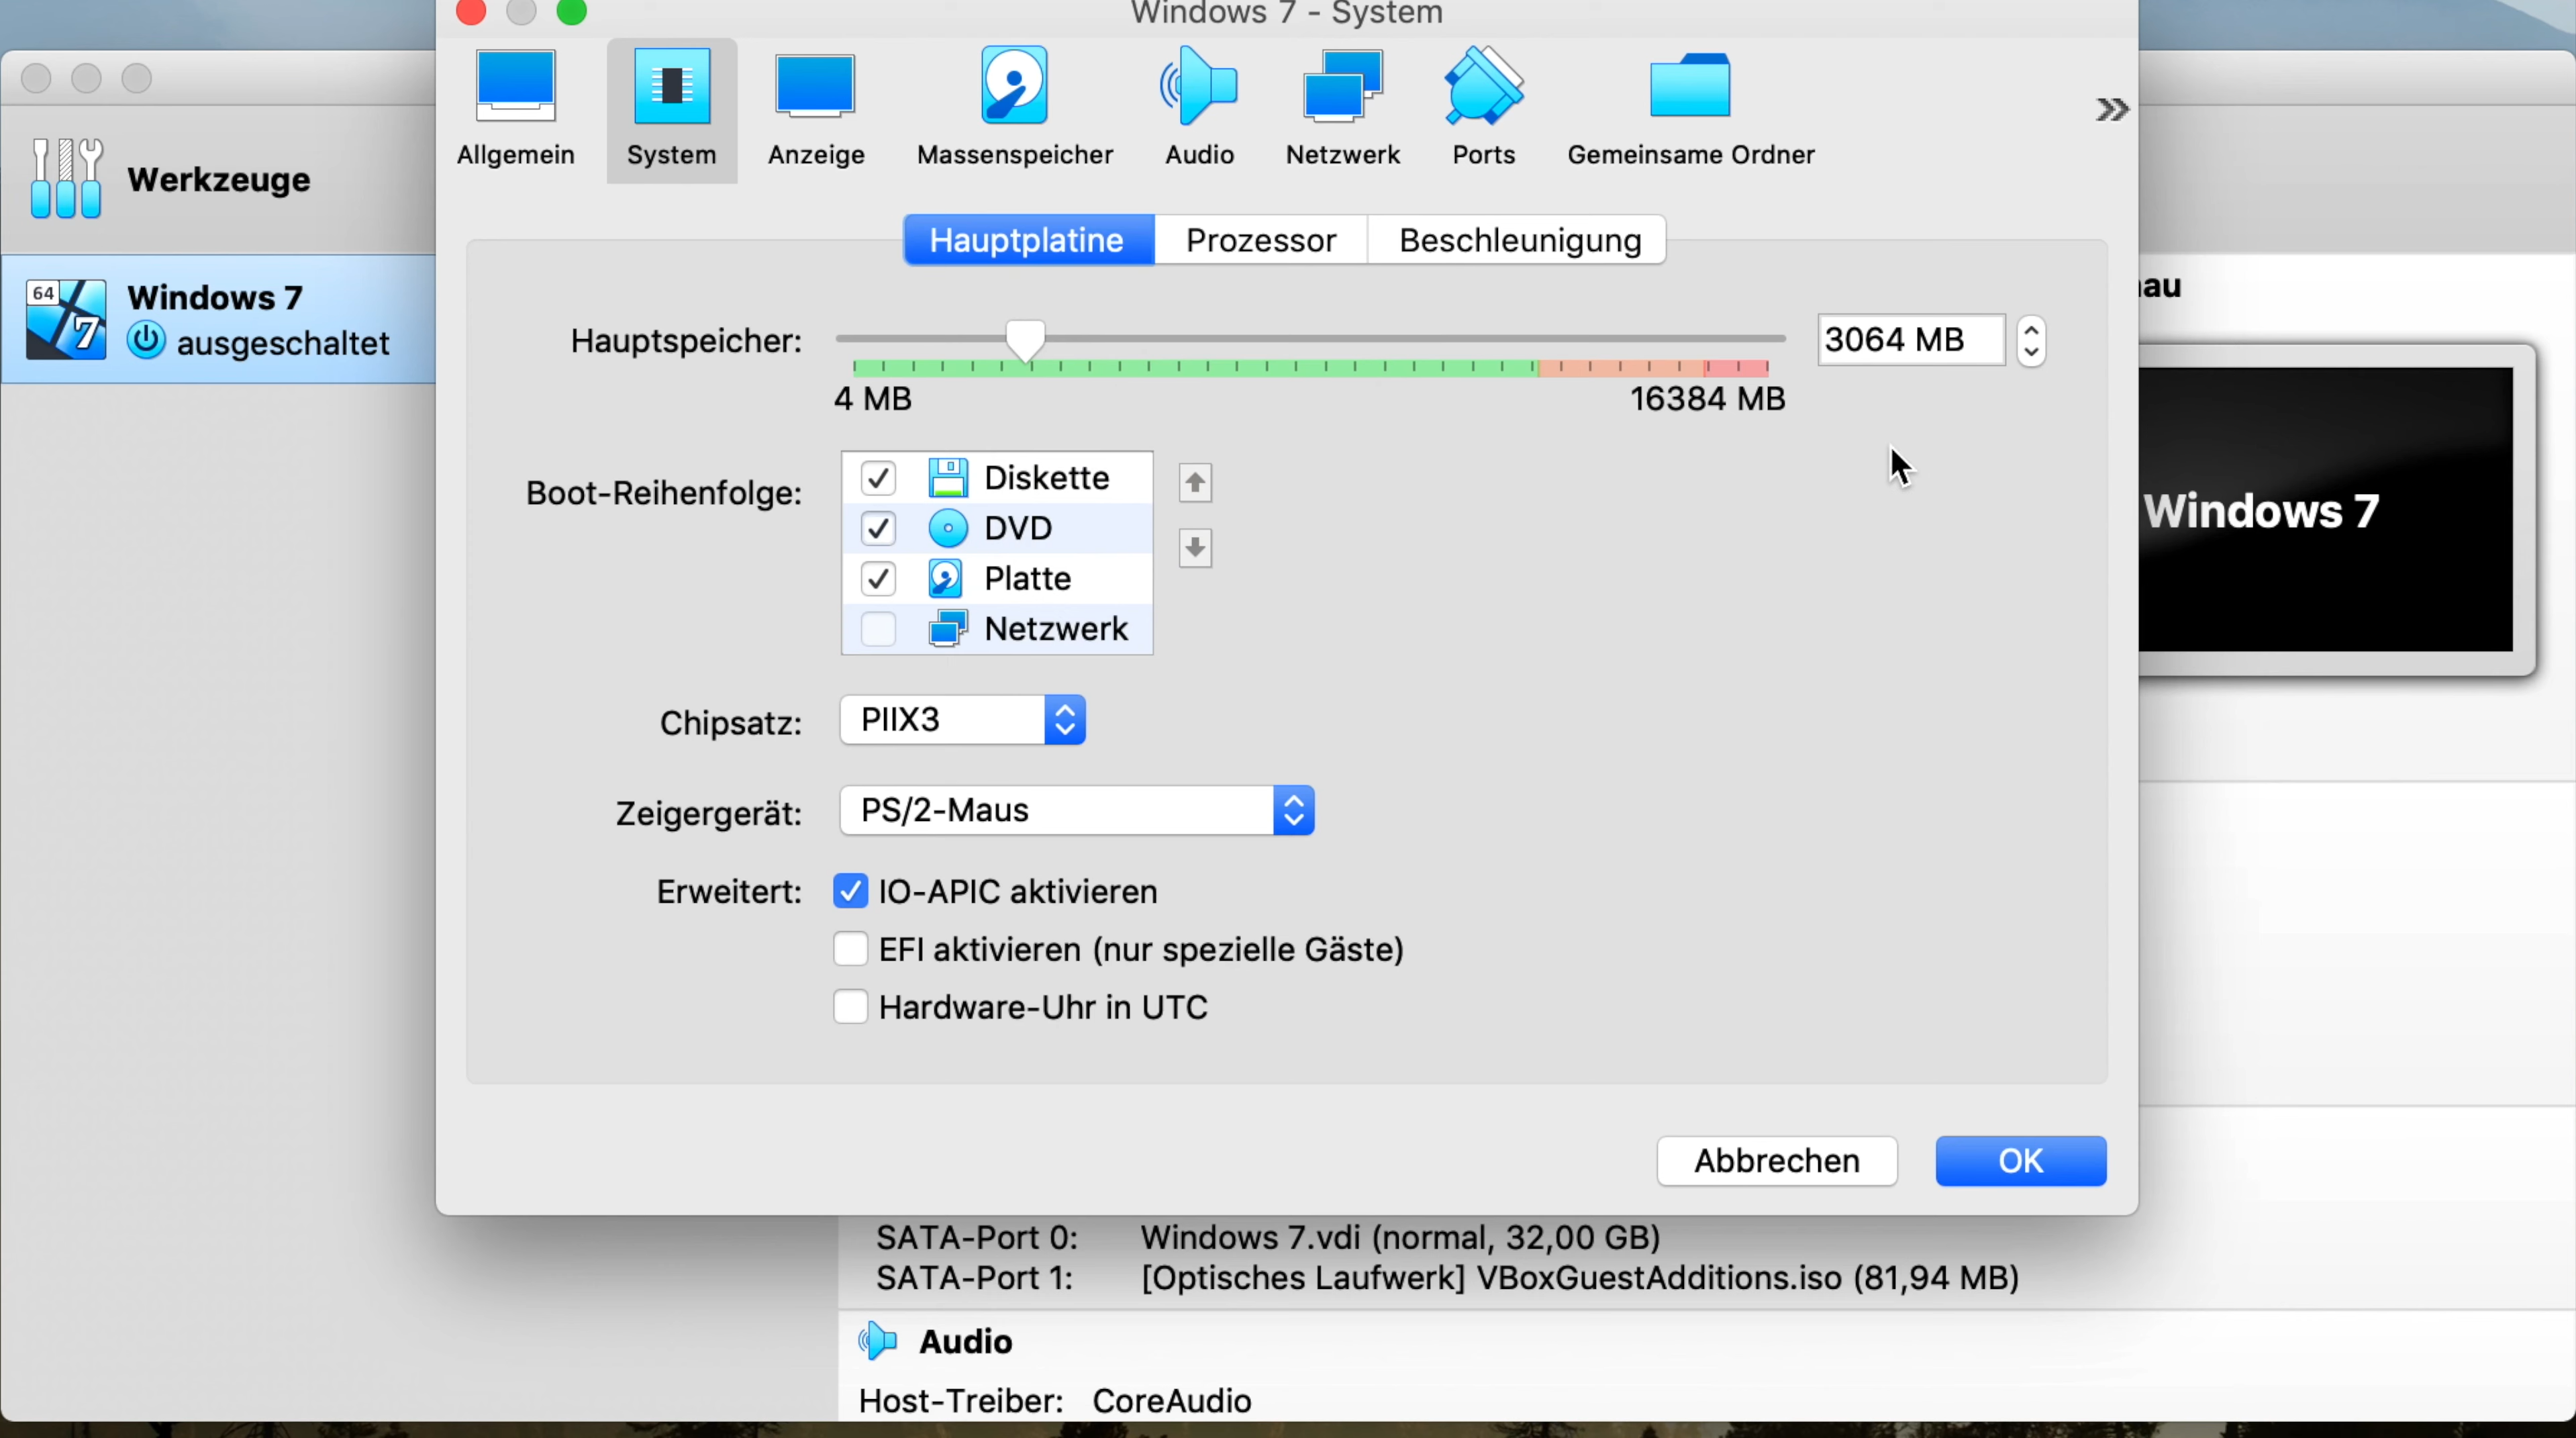 Windows 7 - System
Allgemein
System
Anzeige
Massenspeicher
Audio
Netzwerk
Ports
Gemeinsame Ordner
Werkzeuge
64
7
Windows 7
ausgeschaltet
Hauptplatine
Prozessor
Beschleunigung
Hauptspeicher:
3064 MB
4 MB
16384 MB
Boot-Reihenfolge:
Diskette
DVD
Platte
Netzwerk
Chipsatz:
PIIX3
Zeigergerät:
PS/2-Maus
Erweitert:
IO-APIC aktivieren
EFI aktivieren (nur spezielle Gäste)
Hardware-Uhr in UTC
Abbrechen
OK
au
Windows 7
SATA-Port 0: Windows 7.vdi (normal, 32,00 GB)
SATA-Port 1: [Optisches Laufwerk] VBoxGuestAdditions.iso (81,94 MB)
Audio
Host-Treiber: CoreAudio